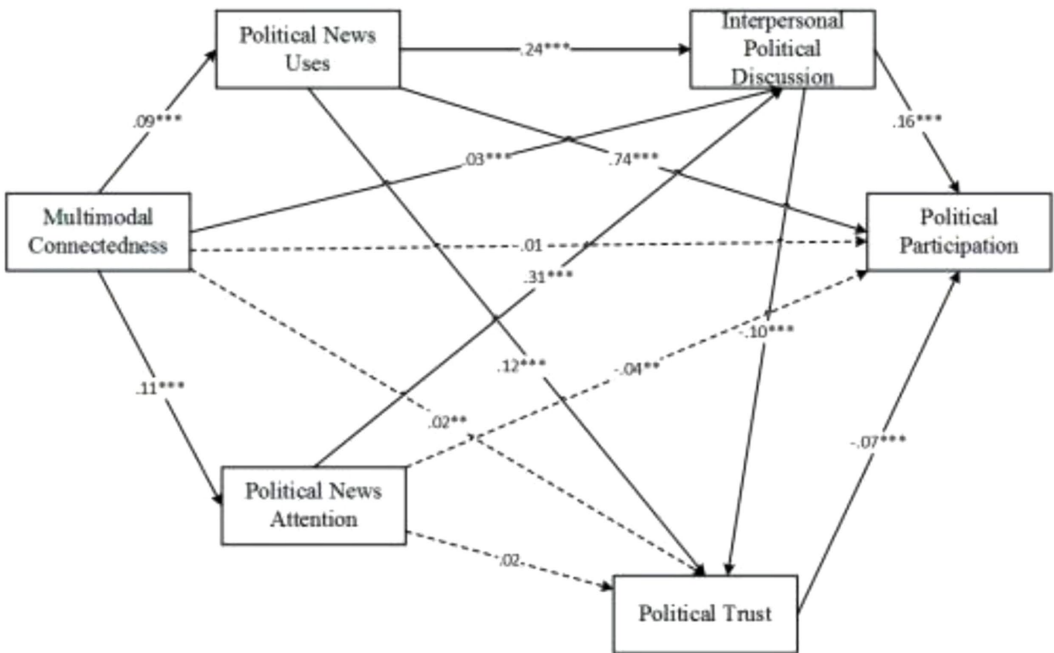 Political News
Uses
Interpersonal
Political
Discussion
.24***
.09***
.16***
.03***
.74***
Multimodal
Connectedness
Political
Participation
.01
.31***
-.10***
.12***
-.04**
.11***
.02**
-.07***
Political News
Attention
.02
Political Trust